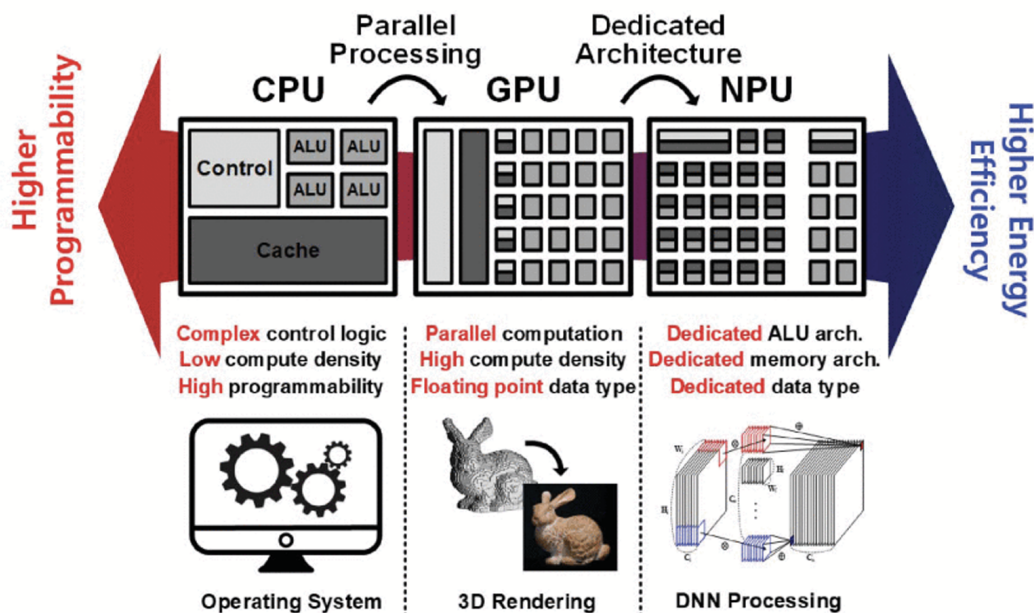 Parallel
Processing
Dedicated
Architecture
CPU
GPU
NPU
Higher
Programmability
Higher Energy
Efficiency
Control
ALU ALU
ALU ALU
Cache
Complex control logic
Low compute density
High programmability
Parallel computation
High compute density
Floating point data type
Dedicated ALU arch.
Dedicated memory arch.
Dedicated data type
Operating System
3D Rendering
DNN Processing